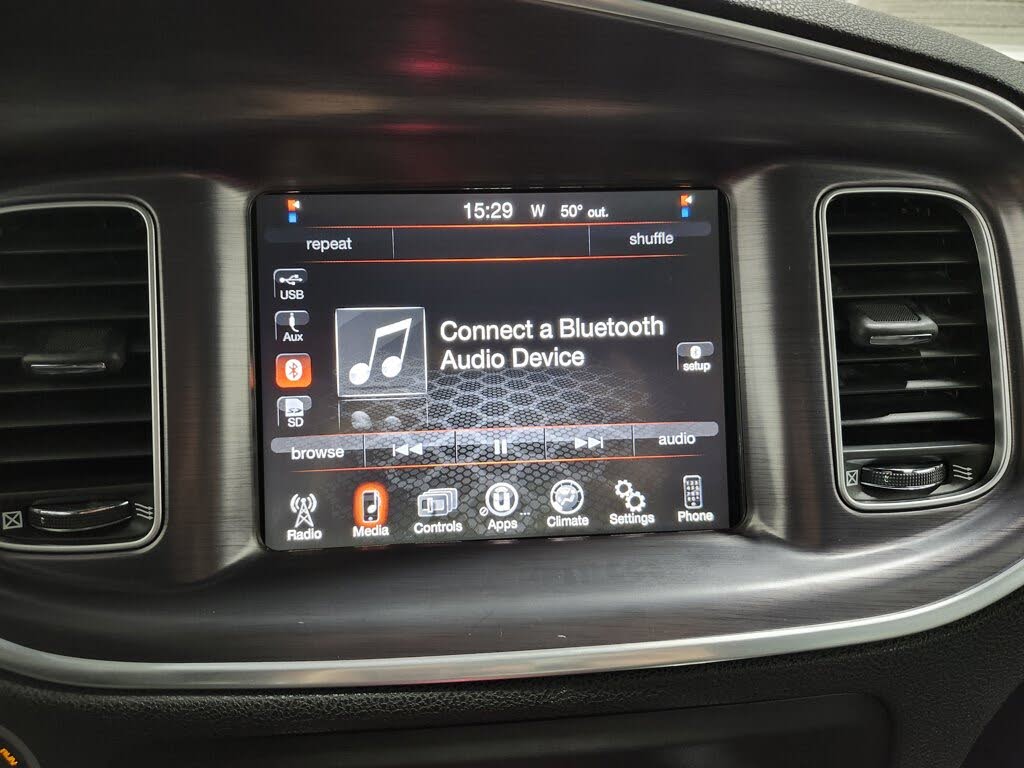 15:29 W 50° out.
repeat shuffle
USB
Aux
Connect a Bluetooth
Audio Device
setup
SD
browse audio
Radio Media Controls Apps ... Climate Settings Phone
RUN